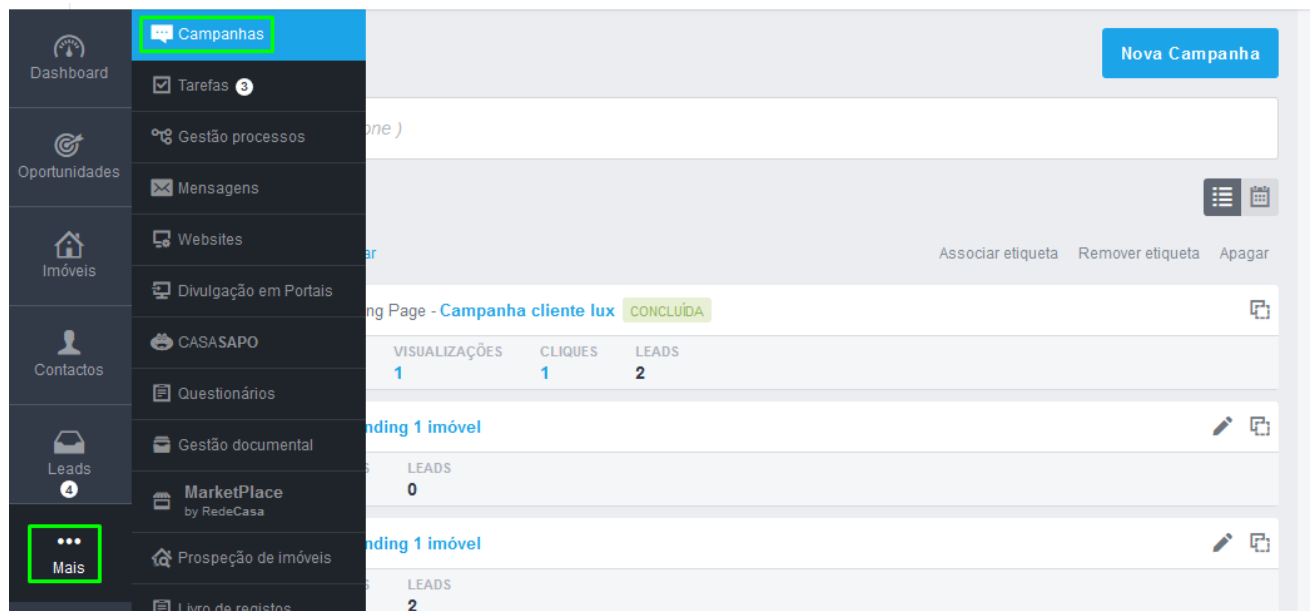 Dashboard
Oportunidades
Imóveis
Contactos
Leads
4
Mais
Campanhas
Tarefas 3
Gestão processos
Mensagens
Websites
Divulgação em Portais
CASASAPO
Questionários
Gestão documental
MarketPlace
by RedeCasa
Prospeção de imóveis
Livro de registos
Nova Campanha
one )
ar
Associar etiqueta Remover etiqueta Apagar
ng Page - Campanha cliente lux CONCLUÍDA
VISUALIZAÇÕES CLIQUES LEADS
1 1 2
nding 1 imóvel
S LEADS
0
nding 1 imóvel
S LEADS
2